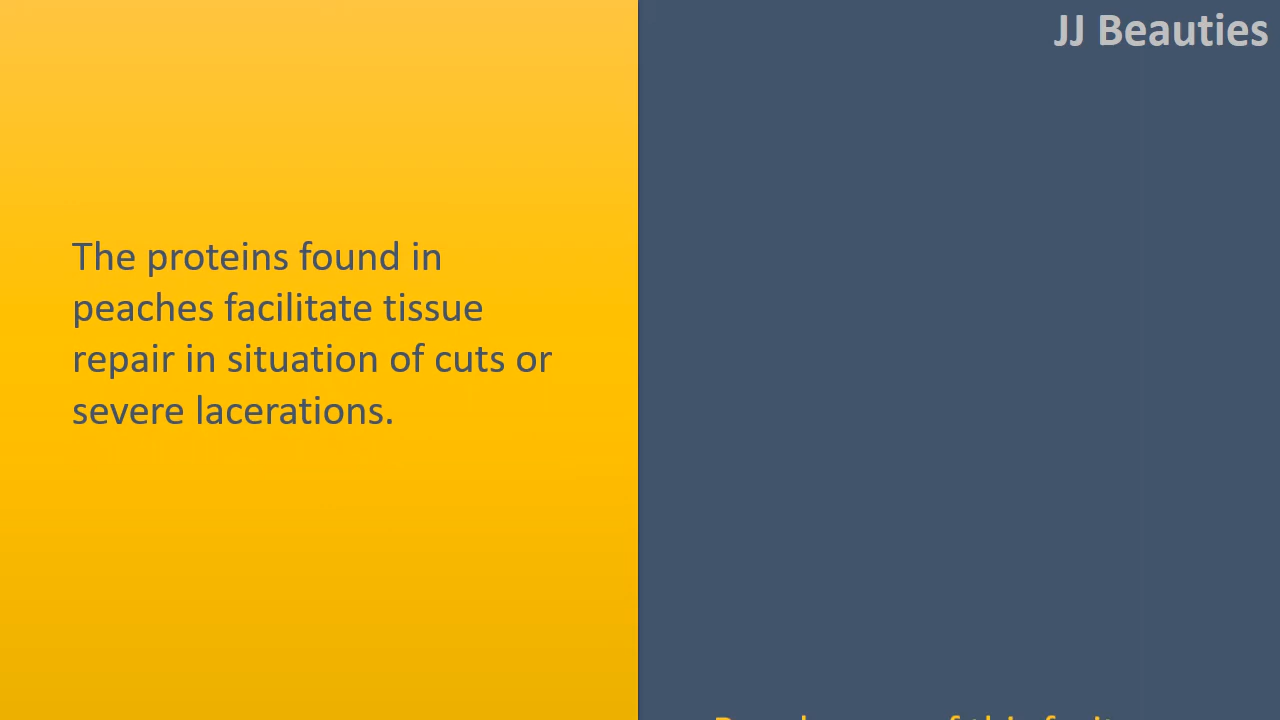 JJ Beauties
The proteins found in
peaches facilitate tissue
repair in situation of cuts or
severe lacerations.